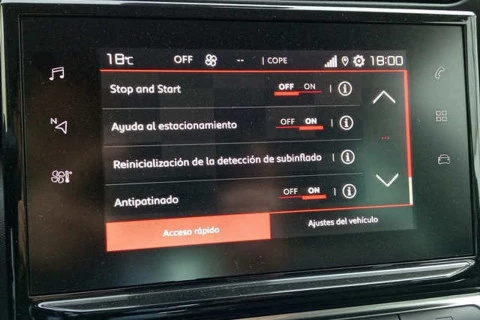 18°C OFF -- | COPE 18:00
Stop and Start OFF ON
Ayuda al estacionamiento OFF ON
Reinicialización de la detección de subinflado
Antipatinado OFF ON
Acceso rápido Ajustes del vehículo
N